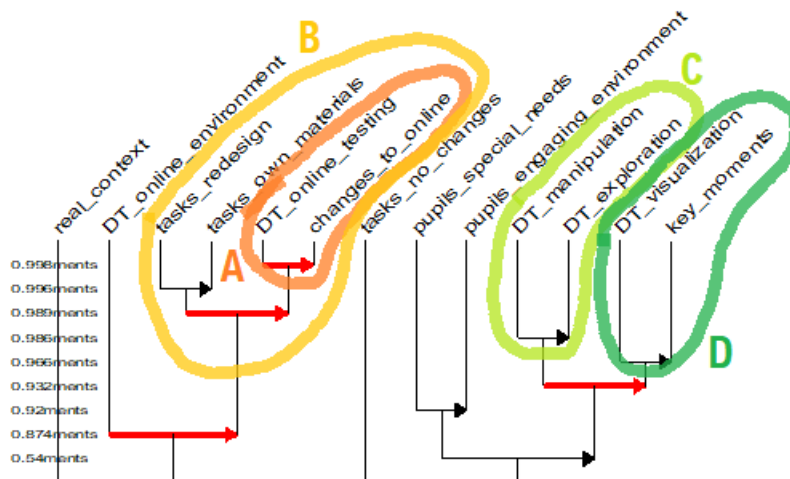 B
C
real_context
DT_online_environment
tasks_redesign
tasks_own_materials
DT_online_testing
changes_to_online
tasks_no_changes
pupils_special_needs
pupils_engaging_environment
DT_manipulation
DT_exploration
DT_visualization
key_moments
A
0.998ments
0.996ments
0.989ments
0.986ments
0.966ments
D
0.932ments
0.92ments
0.874ments
0.54ments